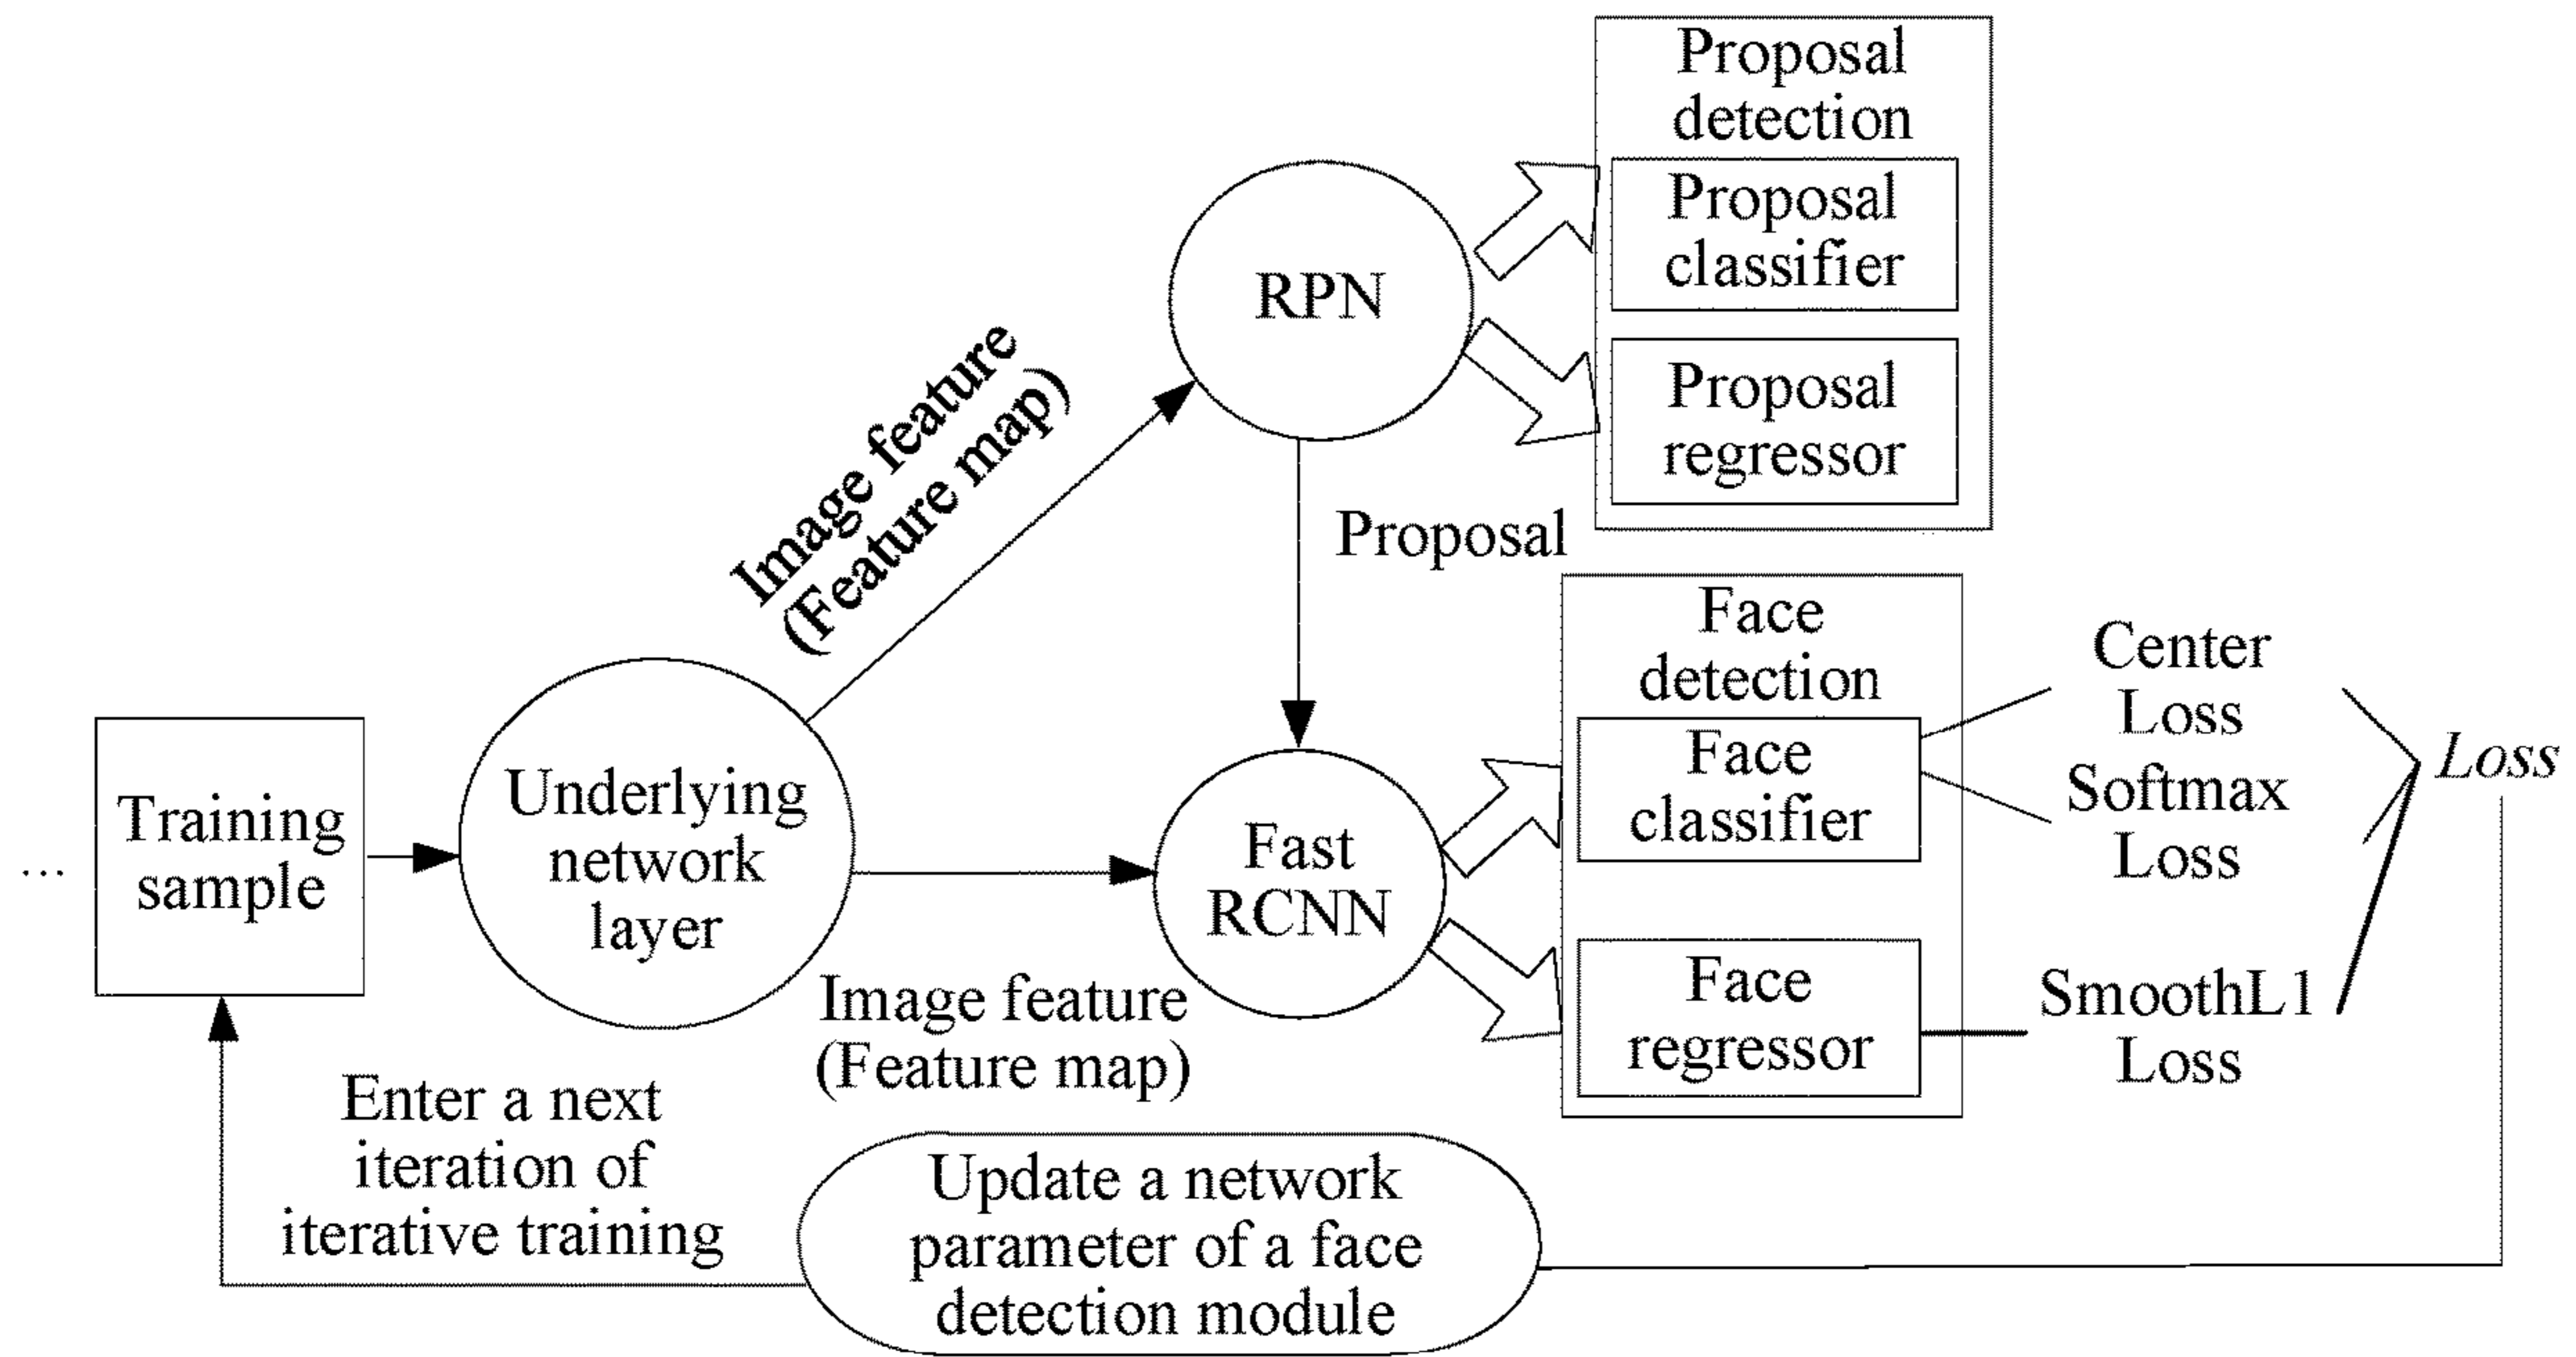 Proposal
detection
Proposal
classifier
Proposal
regressor
RPN
Image feature
(Feature map)
Proposal
Face
detection
Face
classifier
Face
regressor
Center
Loss
Softmax
Loss
SmoothL1
Loss
Loss
...
Training
sample
Underlying
network
layer
Fast
RCNN
Image feature
(Feature map)
Enter a next
iteration of
iterative training
Update a network
parameter of a face
detection module